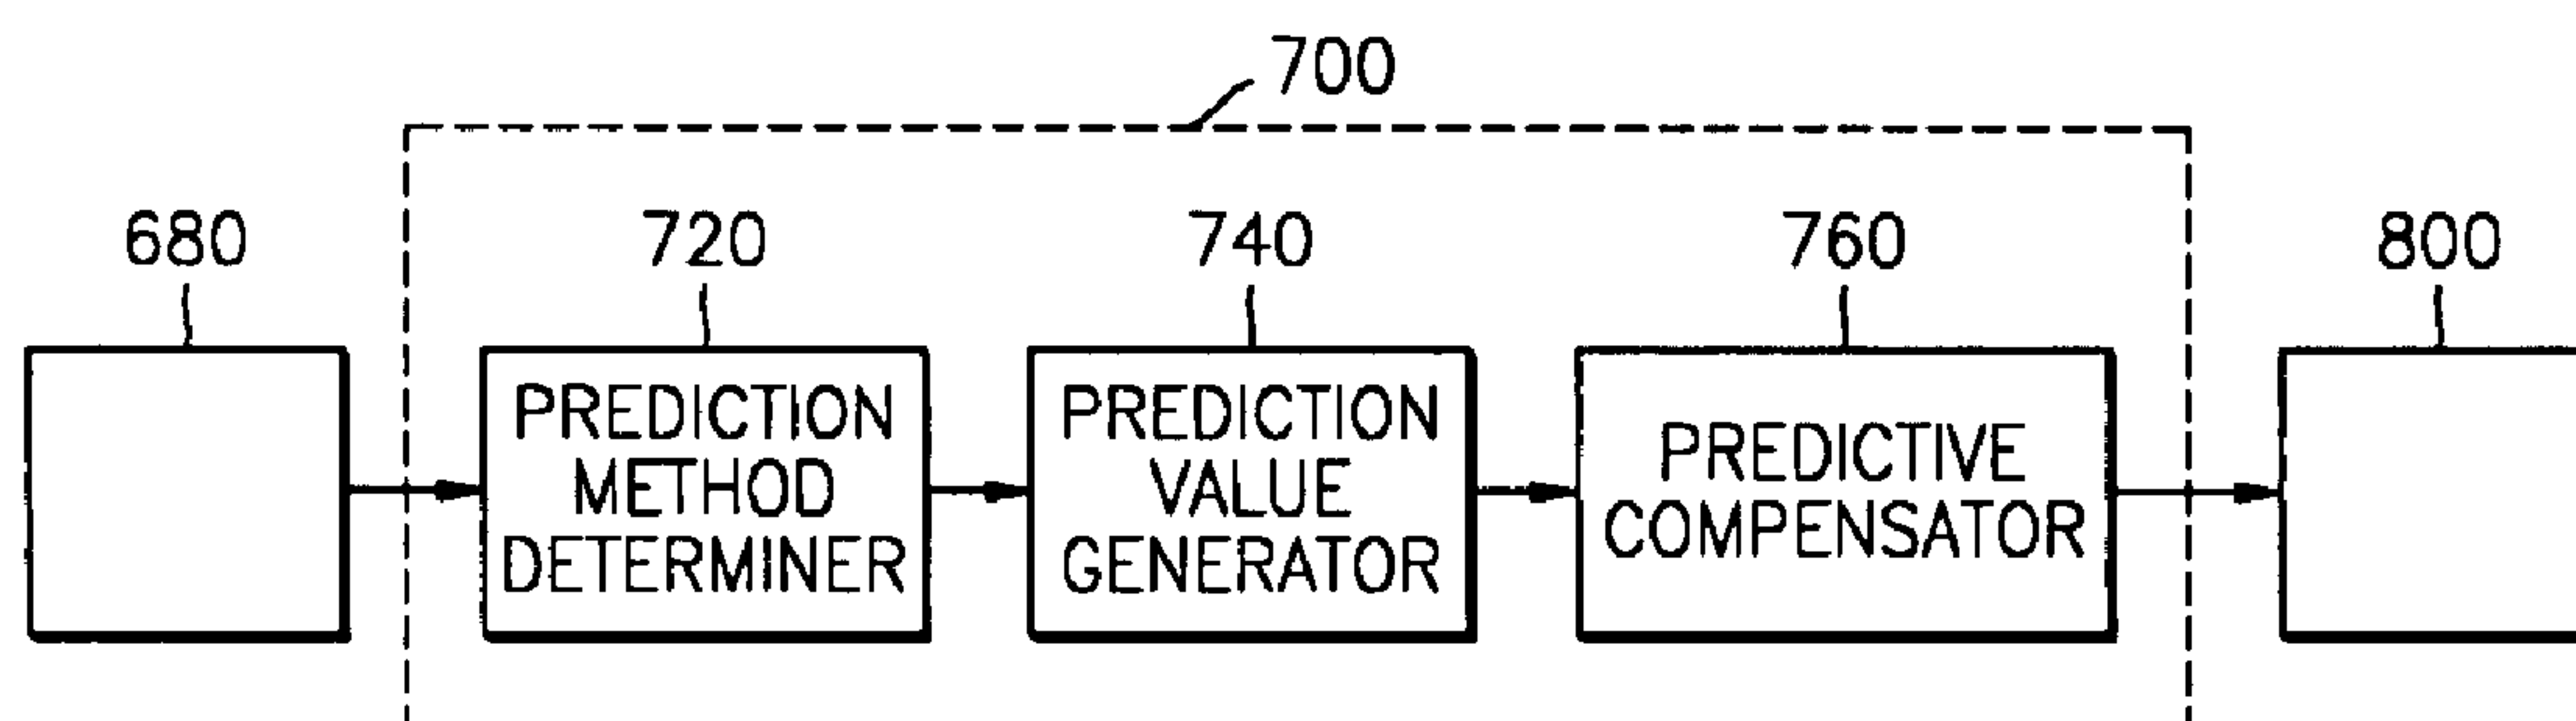 700
680
720
740
760
800
PREDICTION
METHOD
DETERMINER
PREDICTION
VALUE
GENERATOR
PREDICTIVE
COMPENSATOR